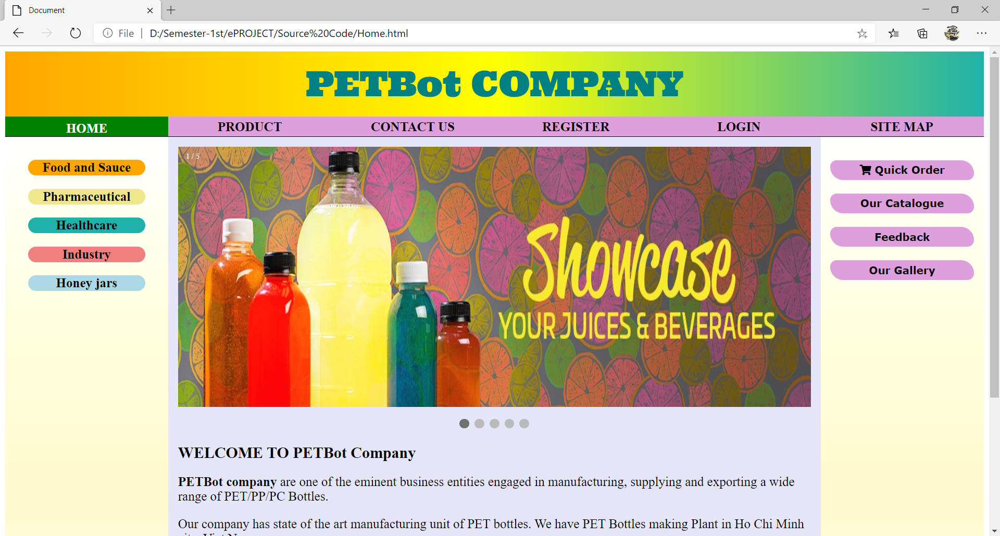 Document
File
D:/Semester-1st/ePROJECT/Source%20Code/Home.html
PETBot COMPANY
HOME PRODUCT CONTACT US REGISTER LOGIN SITE MAP
Food and Sauce
Pharmaceutical
Healthcare
Industry
Honey jars
1 / 5
Showcase
YOUR JUICES & BEVERAGES
Quick Order
Our Catalogue
Feedback
Our Gallery
WELCOME TO PETBot Company
PETBot company are one of the eminent business entities engaged in manufacturing, supplying and exporting a wide
range of PET/PP/PC Bottles.
Our company has state of the art manufacturing unit of PET bottles. We have PET Bottles making Plant in Ho Chi Minh